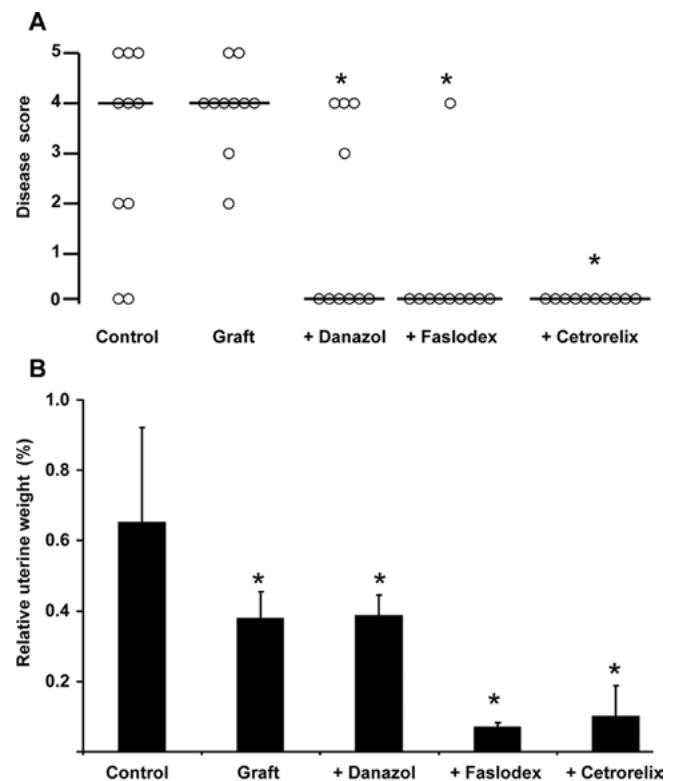 A
Disease score
5
4
3
2
1
0
* *
*
Control Graft + Danazol + Faslodex + Cetrorelix
B
Relative uterine weight (%)
1.0
0.8
0.6
0.4
0.2
* *
* *
Control Graft + Danazol + Faslodex + Cetrorelix